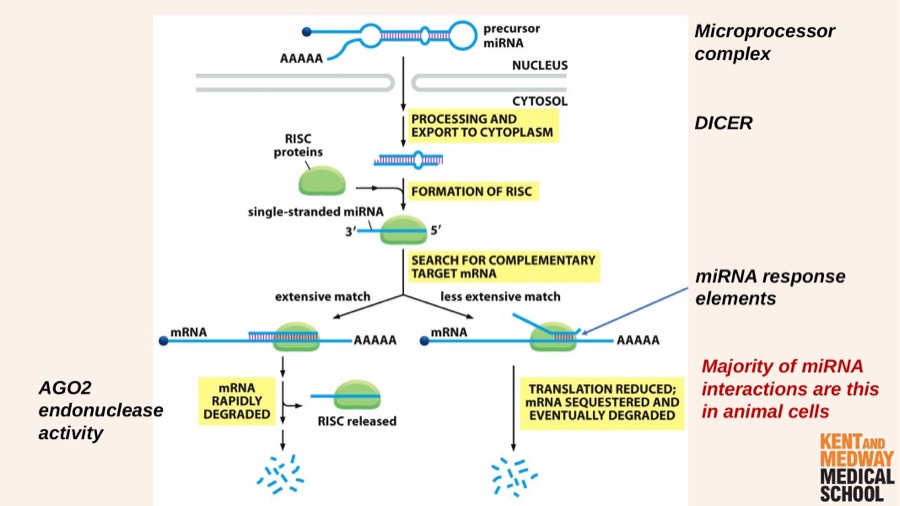 precursor
miRNA
Microprocessor
complex
AAAAA
NUCLEUS
CYTOSOL
PROCESSING AND
EXPORT TO CYTOPLASM
DICER
RISC
proteins
FORMATION OF RISC
single-stranded miRNA
3′
5′
SEARCH FOR COMPLEMENTARY
TARGET mRNA
miRNA response
elements
extensive match
less extensive match
mRNA
AAAAA
mRNA
AAAAA
Majority of miRNA
interactions are this
in animal cells
AGO2
endonuclease
activity
mRNA
RAPIDLY
DEGRADED
RISC released
TRANSLATION REDUCED;
mRNA SEQUESTERED AND
EVENTUALLY DEGRADED
KENT AND
MEDWAY
MEDICAL
SCHOOL